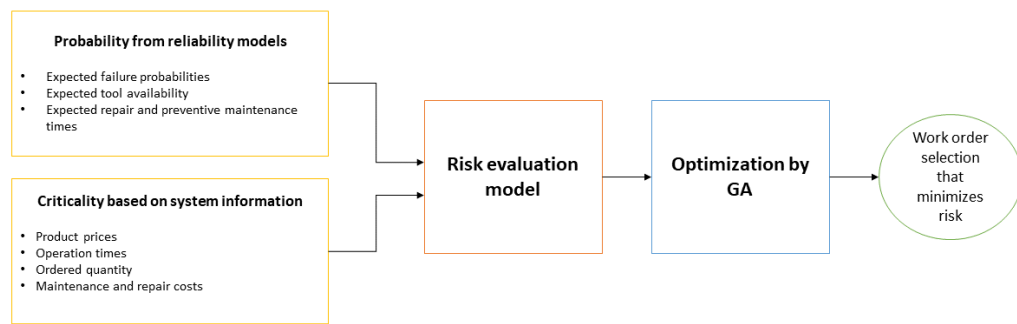 Probability from reliability models
• Expected failure probabilities
• Expected tool availability
• Expected repair and preventive maintenance
times
Criticality based on system information
• Product prices
• Operation times
• Ordered quantity
• Maintenance and repair costs
Risk evaluation
model
Optimization by
GA
Work order
selection
that
minimizes
risk